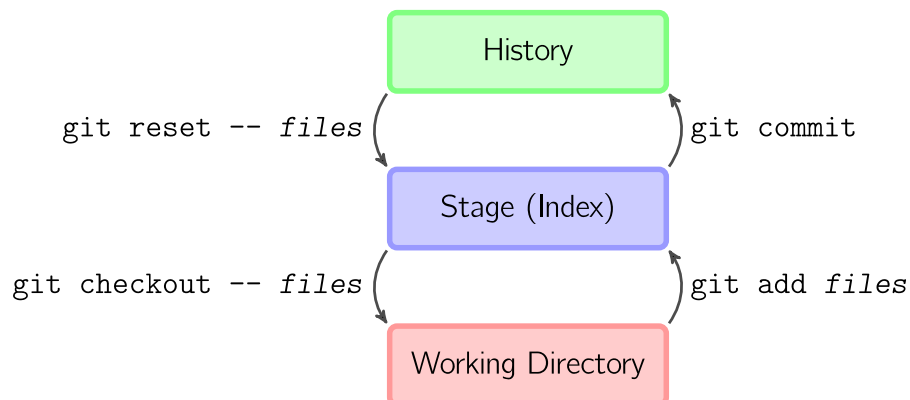 History
git reset -- files
git commit
Stage (Index)
git checkout -- files
git add files
Working Directory